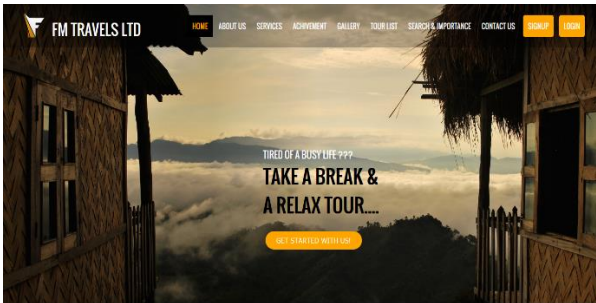 FM TRAVELS LTD
HOME ABOUT US SERVICES ACHIVEMENT GALLERY TOUR LIST SEARCH & IMPORTANCE CONTACT US SIGNUP LOGIN
TIRED OF A BUSY LIFE ???
TAKE A BREAK &
A RELAX TOUR....
GET STARTED WITH US!